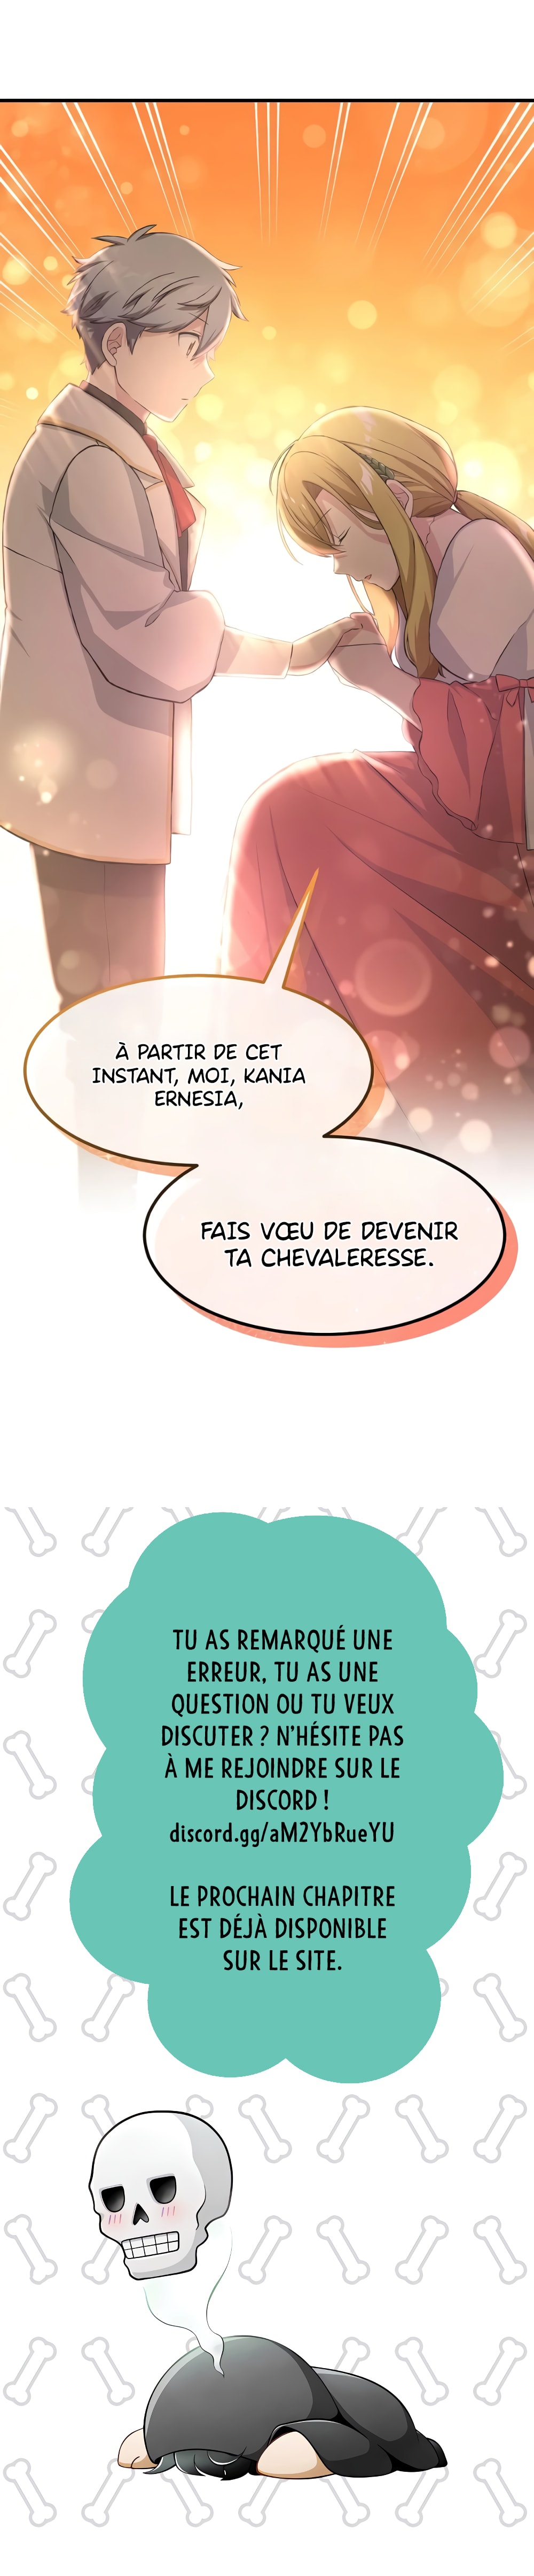 À PARTIR DE CET
INSTANT, MOI, KANIA
ERNESIA,
FAIS VŒU DE DEVENIR
TA CHEVALERESSE.
TU AS REMARQUÉ UNE
ERREUR, TU AS UNE
QUESTION OU TU VEUX
DISCUTER ? N'HÉSITE PAS
À ME REJOINDRE SUR LE
DISCORD !
discord.gg/aM2YbRueYU
LE PROCHAIN CHAPITRE
EST DÉJÀ DISPONIBLE
SUR LE SITE.